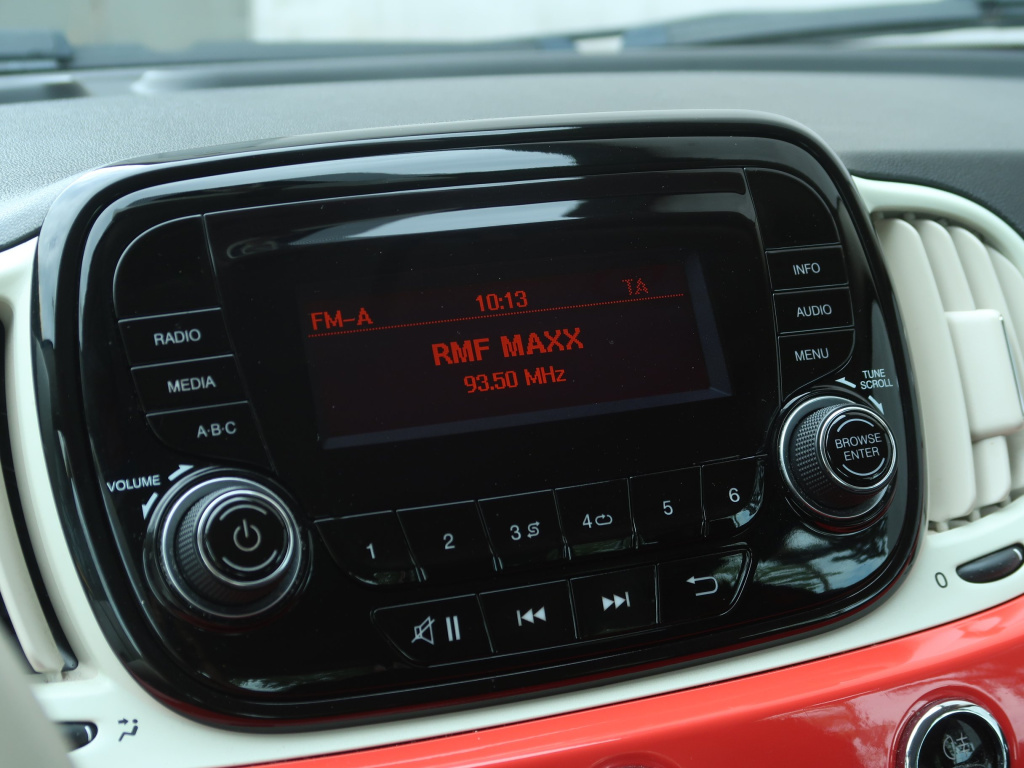 FM-A 10:13 TA
RMF MAXX
93.50 MHz
RADIO
MEDIA
A·B·C
VOLUME
INFO
AUDIO
MENU
TUNE
SCROLL
BROWSE
ENTER
1 2 3 4 5 6
0